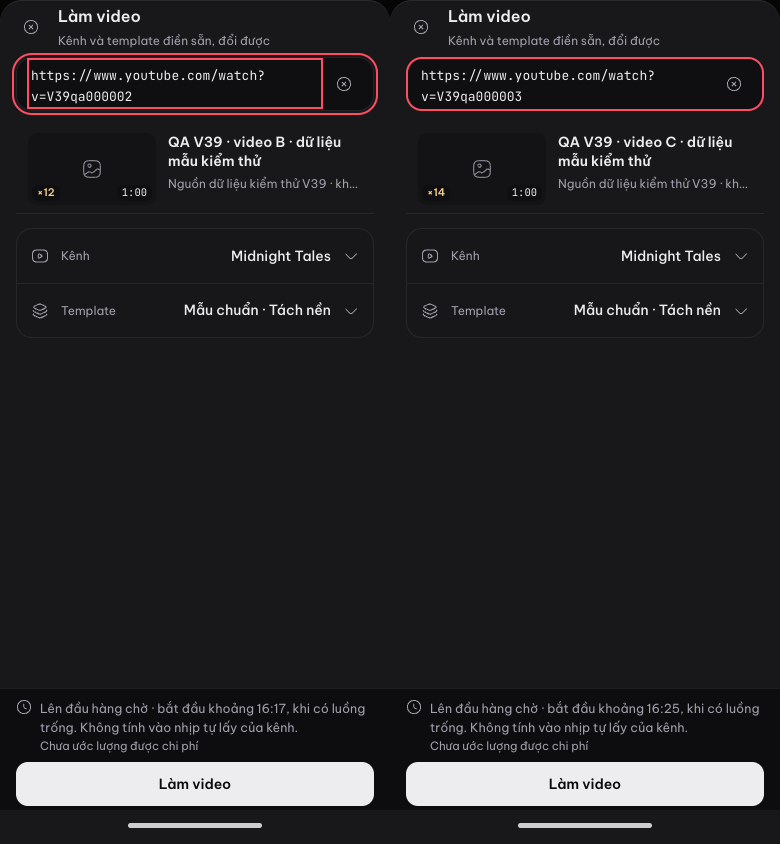 Làm video
Kênh và template điền sẵn, đổi được
https://www.youtube.com/watch?
v=V39qa000002
QA V39 · video B · dữ liệu
mẫu kiểm thử
Nguồn dữ liệu kiểm thử V39 · kh...
×12
1:00
Kênh
Midnight Tales
Template
Mẫu chuẩn · Tách nền
Lên đầu hàng chờ · bắt đầu khoảng 16:17, khi có luồng
trống. Không tính vào nhịp tự lấy của kênh.
Chưa ước lượng được chi phí
Làm video
Làm video
Kênh và template điền sẵn, đổi được
https://www.youtube.com/watch?
v=V39qa000003
QA V39 · video C · dữ liệu
mẫu kiểm thử
Nguồn dữ liệu kiểm thử V39 · kh...
×14
1:00
Kênh
Midnight Tales
Template
Mẫu chuẩn · Tách nền
Lên đầu hàng chờ · bắt đầu khoảng 16:25, khi có luồng
trống. Không tính vào nhịp tự lấy của kênh.
Chưa ước lượng được chi phí
Làm video